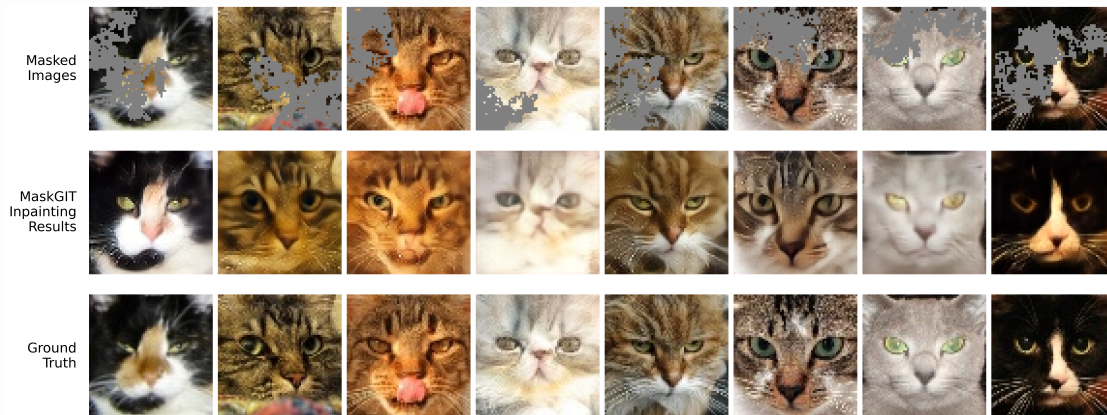 Masked
Images
MaskGIT
Inpainting
Results
Ground
Truth